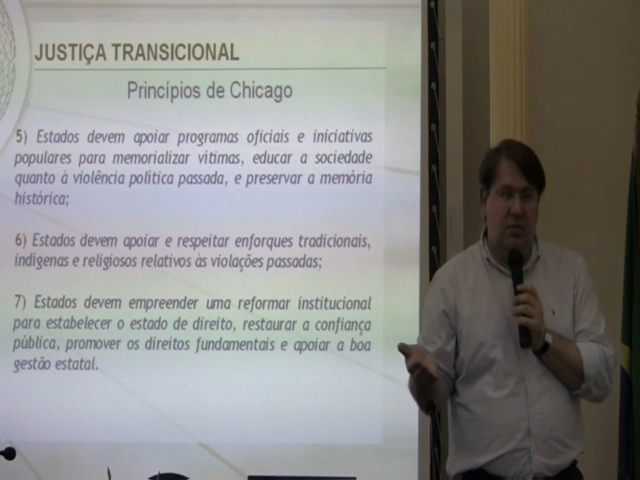 JUSTIÇA TRANSICIONAL
Princípios de Chicago
5) Estados devem apoiar programas oficiais e iniciativas
populares para memorializar vítimas, educar a sociedade
quanto à violência política passada, e preservar a memória
histórica;
6) Estados devem apoiar e respeitar enforques tradicionais,
indígenas e religiosos relativos às violações passadas;
7) Estados devem empreender uma reformar institucional
para estabelecer o estado de direito, restaurar a confiança
pública, promover os direitos fundamentais e apoiar a boa
gestão estatal.